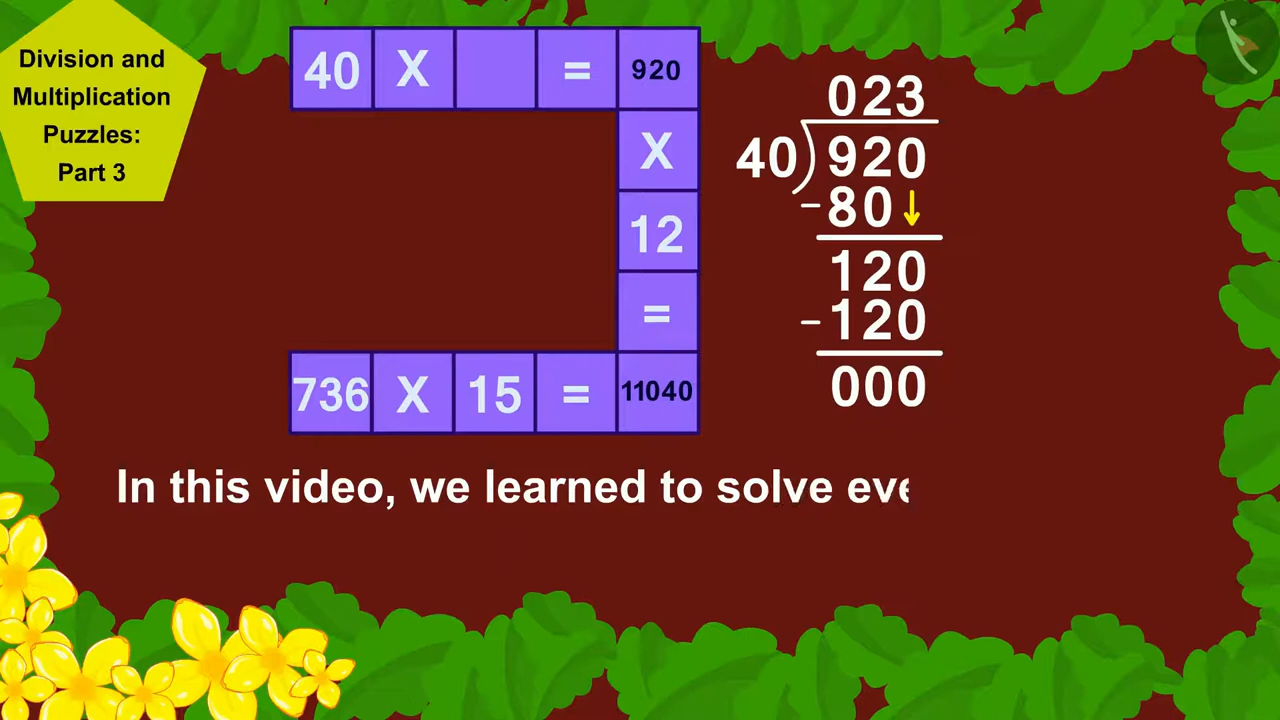 Division and
Multiplication
Puzzles:
Part 3
40 X = 920
X
12
=
736 X 15 = 11040
023
40)920
-80↓
120
-120
000
In this video, we learned to solve eve